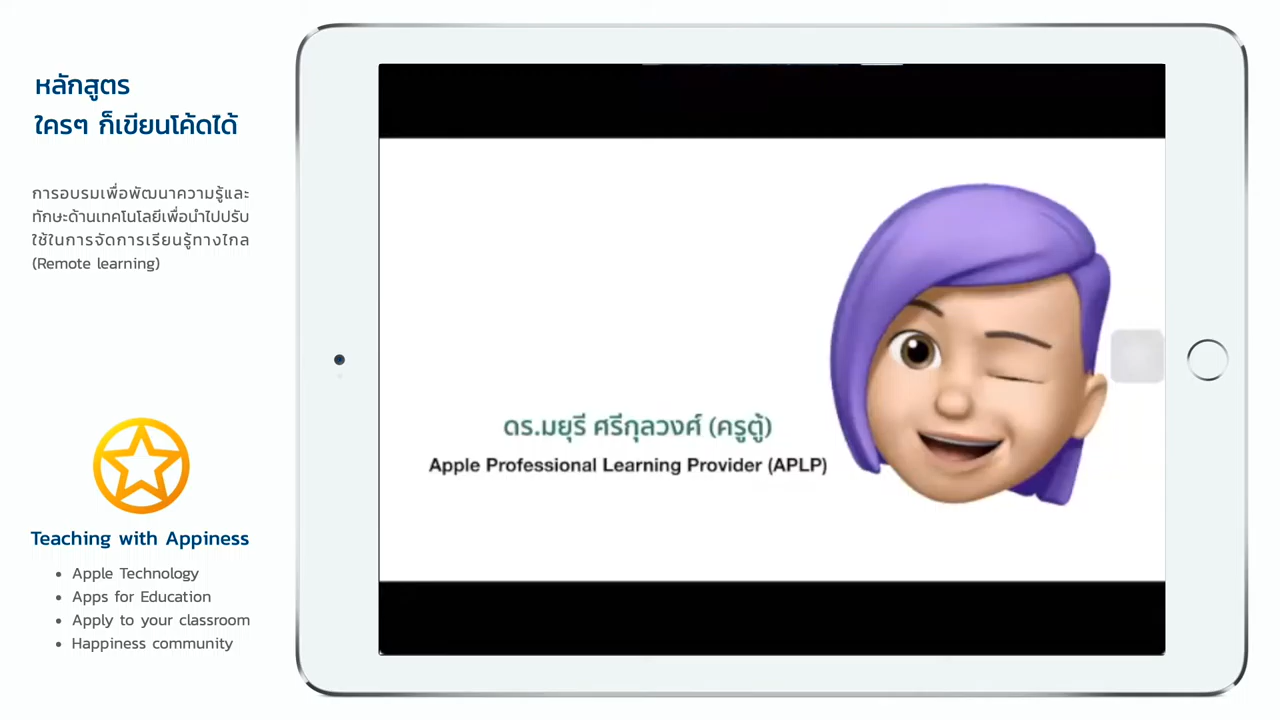 หลักสูตร
ใครๆ ก็เขียนโค้ดได้
การอบรมเพื่อพัฒนาความรู้และ
ทักษะด้านเทคโนโลยีเพื่อนำไปปรับ
ใช้ในการจัดการเรียนรู้ทางไกล
(Remote learning)
Teaching with Appiness
• Apple Technology
• Apps for Education
• Apply to your classroom
• Happiness community
ดร.มยุรี ศรีกุลวงศ์ (ครูตู้)
Apple Professional Learning Provider (APLP)